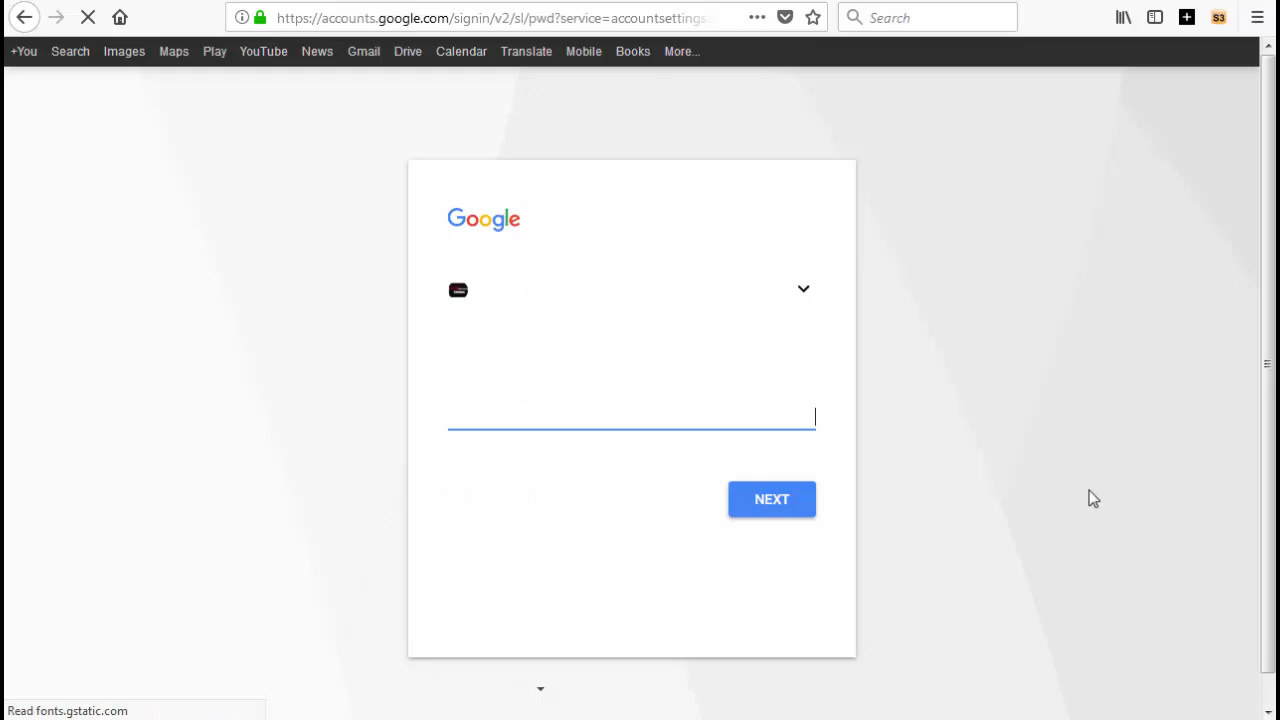 https://accounts.google.com/signin/v2/sl/pwd?service=accountsettings
Search
S3
+You Search Images Maps Play YouTube News Gmail Drive Calendar Translate Mobile Books More...
Google
NEXT
Read fonts.gstatic.com